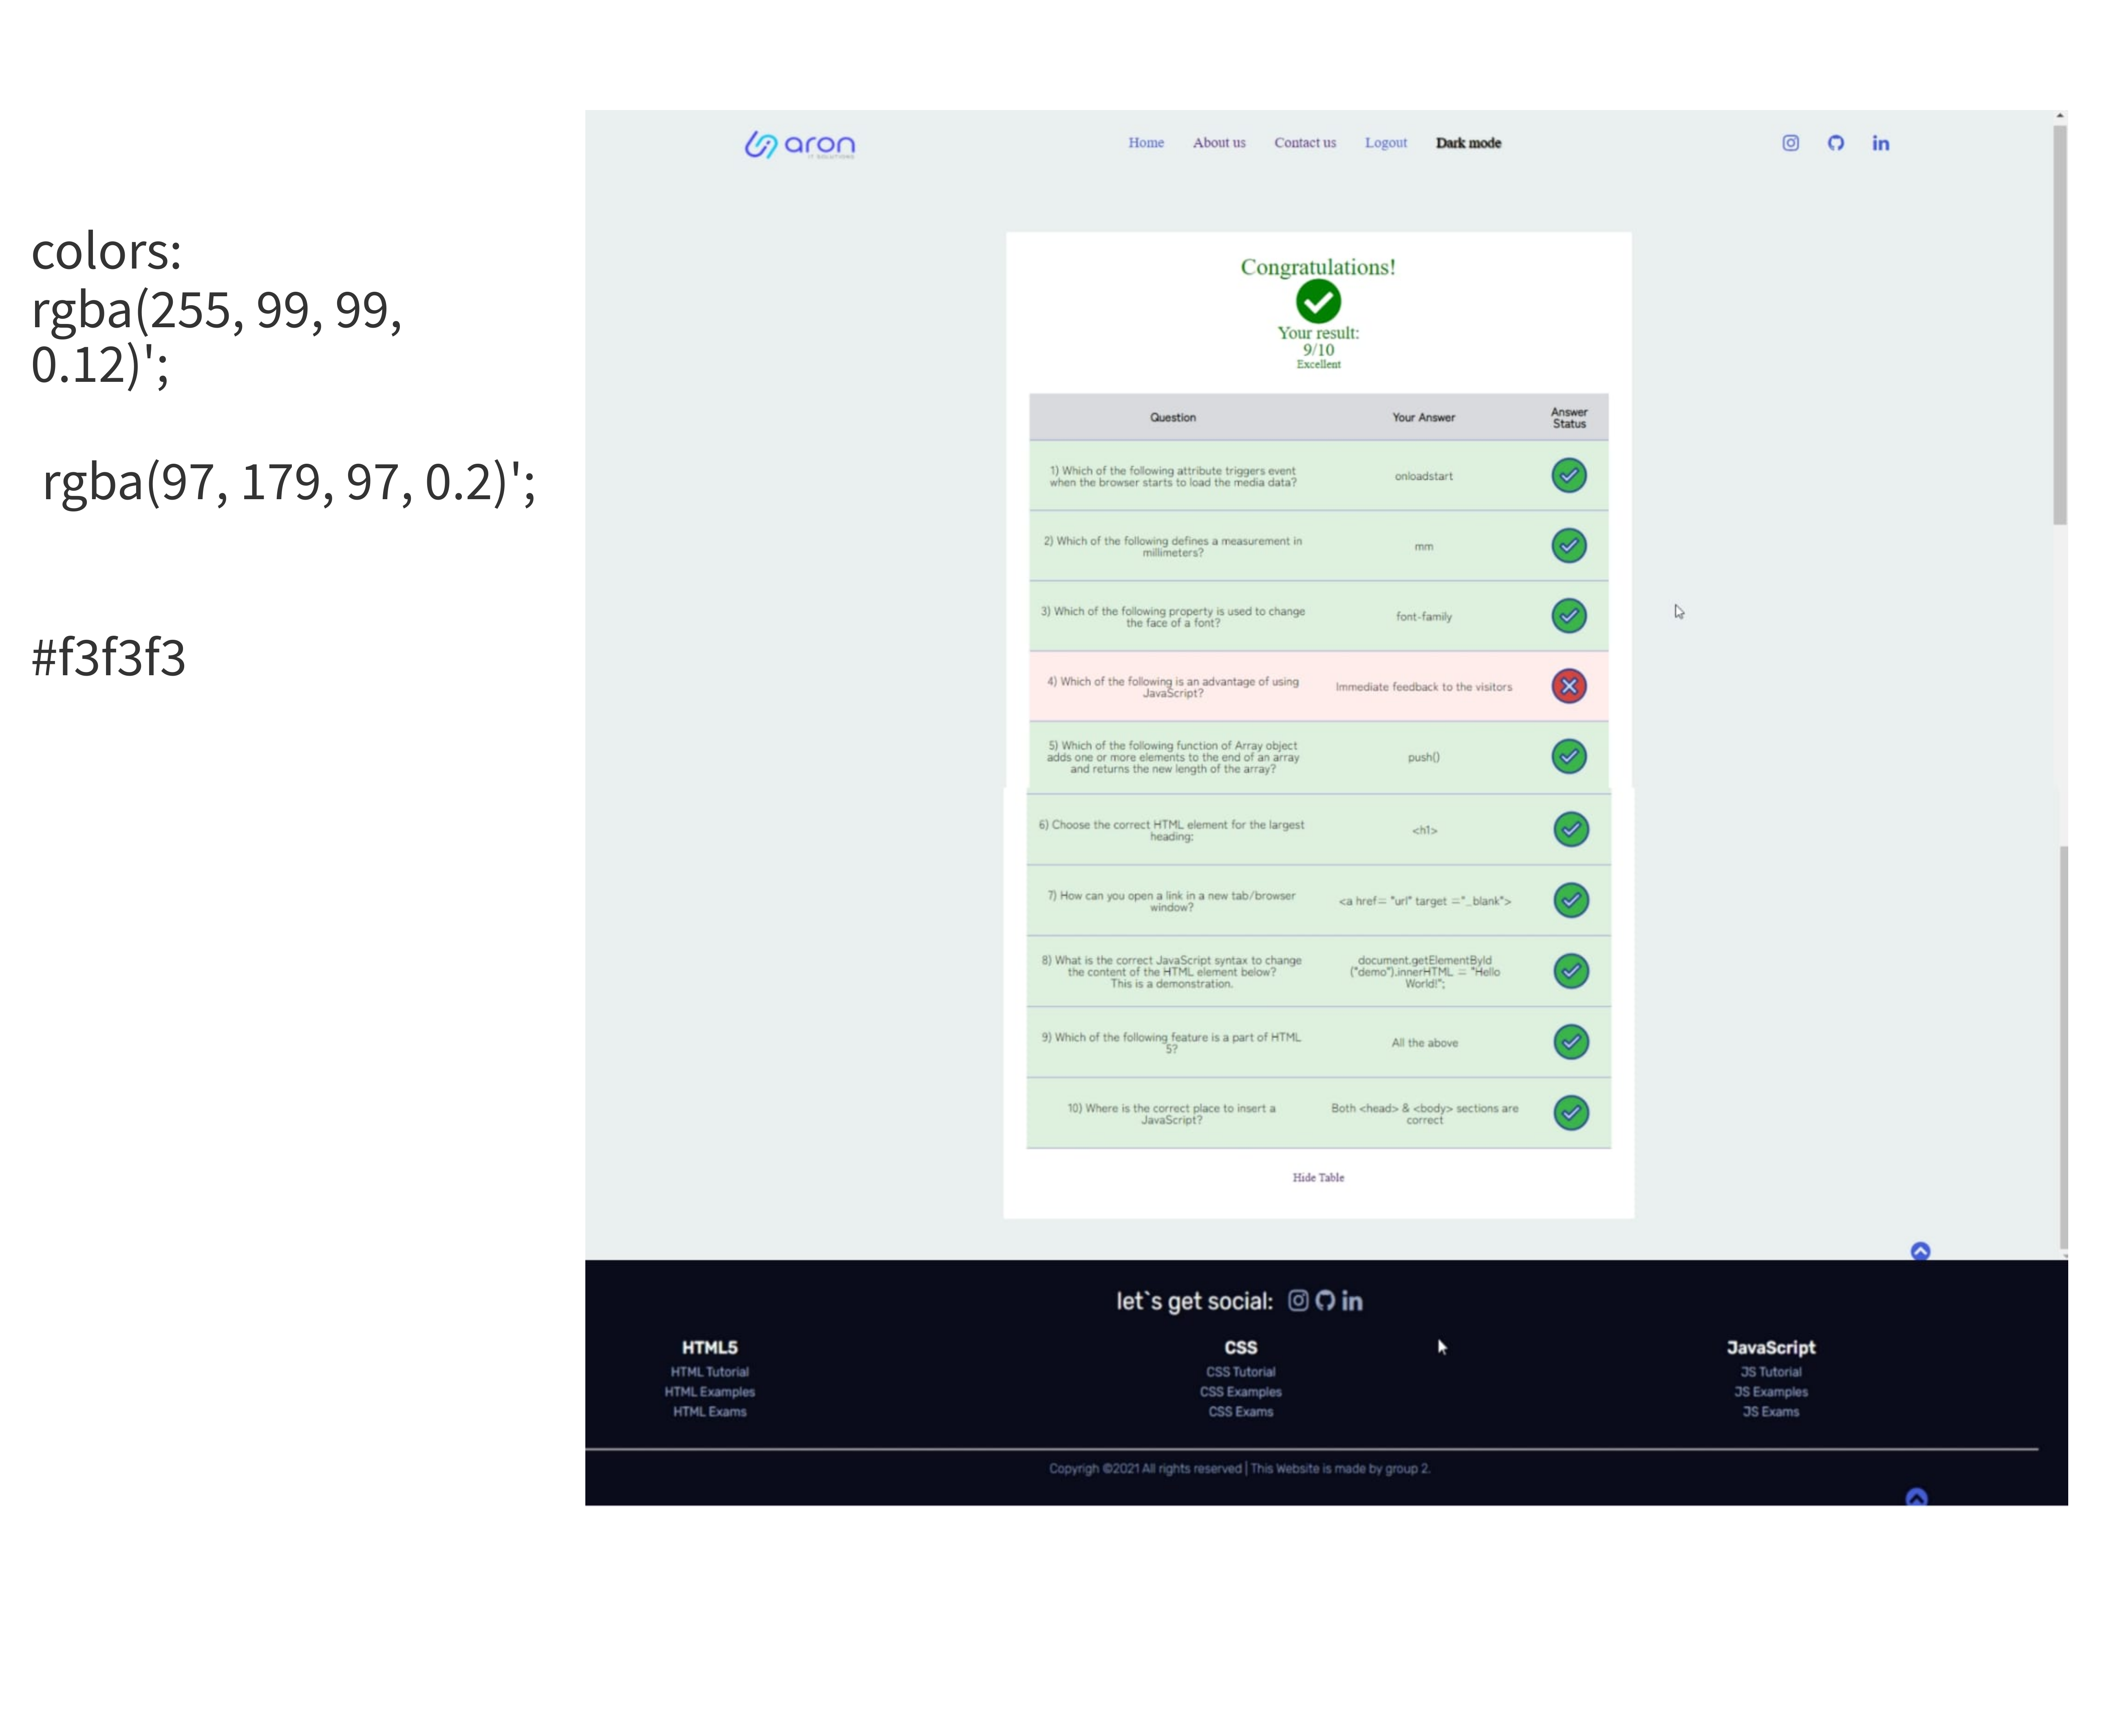 colors:
rgba(255, 99, 99,
0.12)';
rgba(97, 179, 97, 0.2)';
#f3f3f3
aron
IT SOLUTIONS
Home About us Contact us Logout Dark mode
in
Congratulations!
Your result:
9/10
Excellent
Question Your Answer Answer
Status
1) Which of the following attribute triggers event
when the browser starts to load the media data?
onloadstart
2) Which of the following defines a measurement in
millimeters?
mm
3) Which of the following property is used to change
the face of a font?
font-family
4) Which of the following is an advantage of using
JavaScript?
Immediate feedback to the visitors
5) Which of the following function of Array object
adds one or more elements to the end of an array
and returns the new length of the array?
push()
6) Choose the correct HTML element for the largest
heading:
<h1>
7) How can you open a link in a new tab/browser
window?
<a href= "url" target ="_blank">
8) What is the correct JavaScript syntax to change
the content of the HTML element below?
This is a demonstration.
document.getElementById
("demo").innerHTML = "Hello
World!";
9) Which of the following feature is a part of HTML
5?
All the above
10) Where is the correct place to insert a
JavaScript?
Both <head> & <body> sections are
correct
Hide Table
let`s get social: in
HTML5
HTML Tutorial
HTML Examples
HTML Exams
CSS
CSS Tutorial
CSS Examples
CSS Exams
JavaScript
JS Tutorial
JS Examples
JS Exams
Copyrigh ©2021 All rights reserved | This Website is made by group 2.